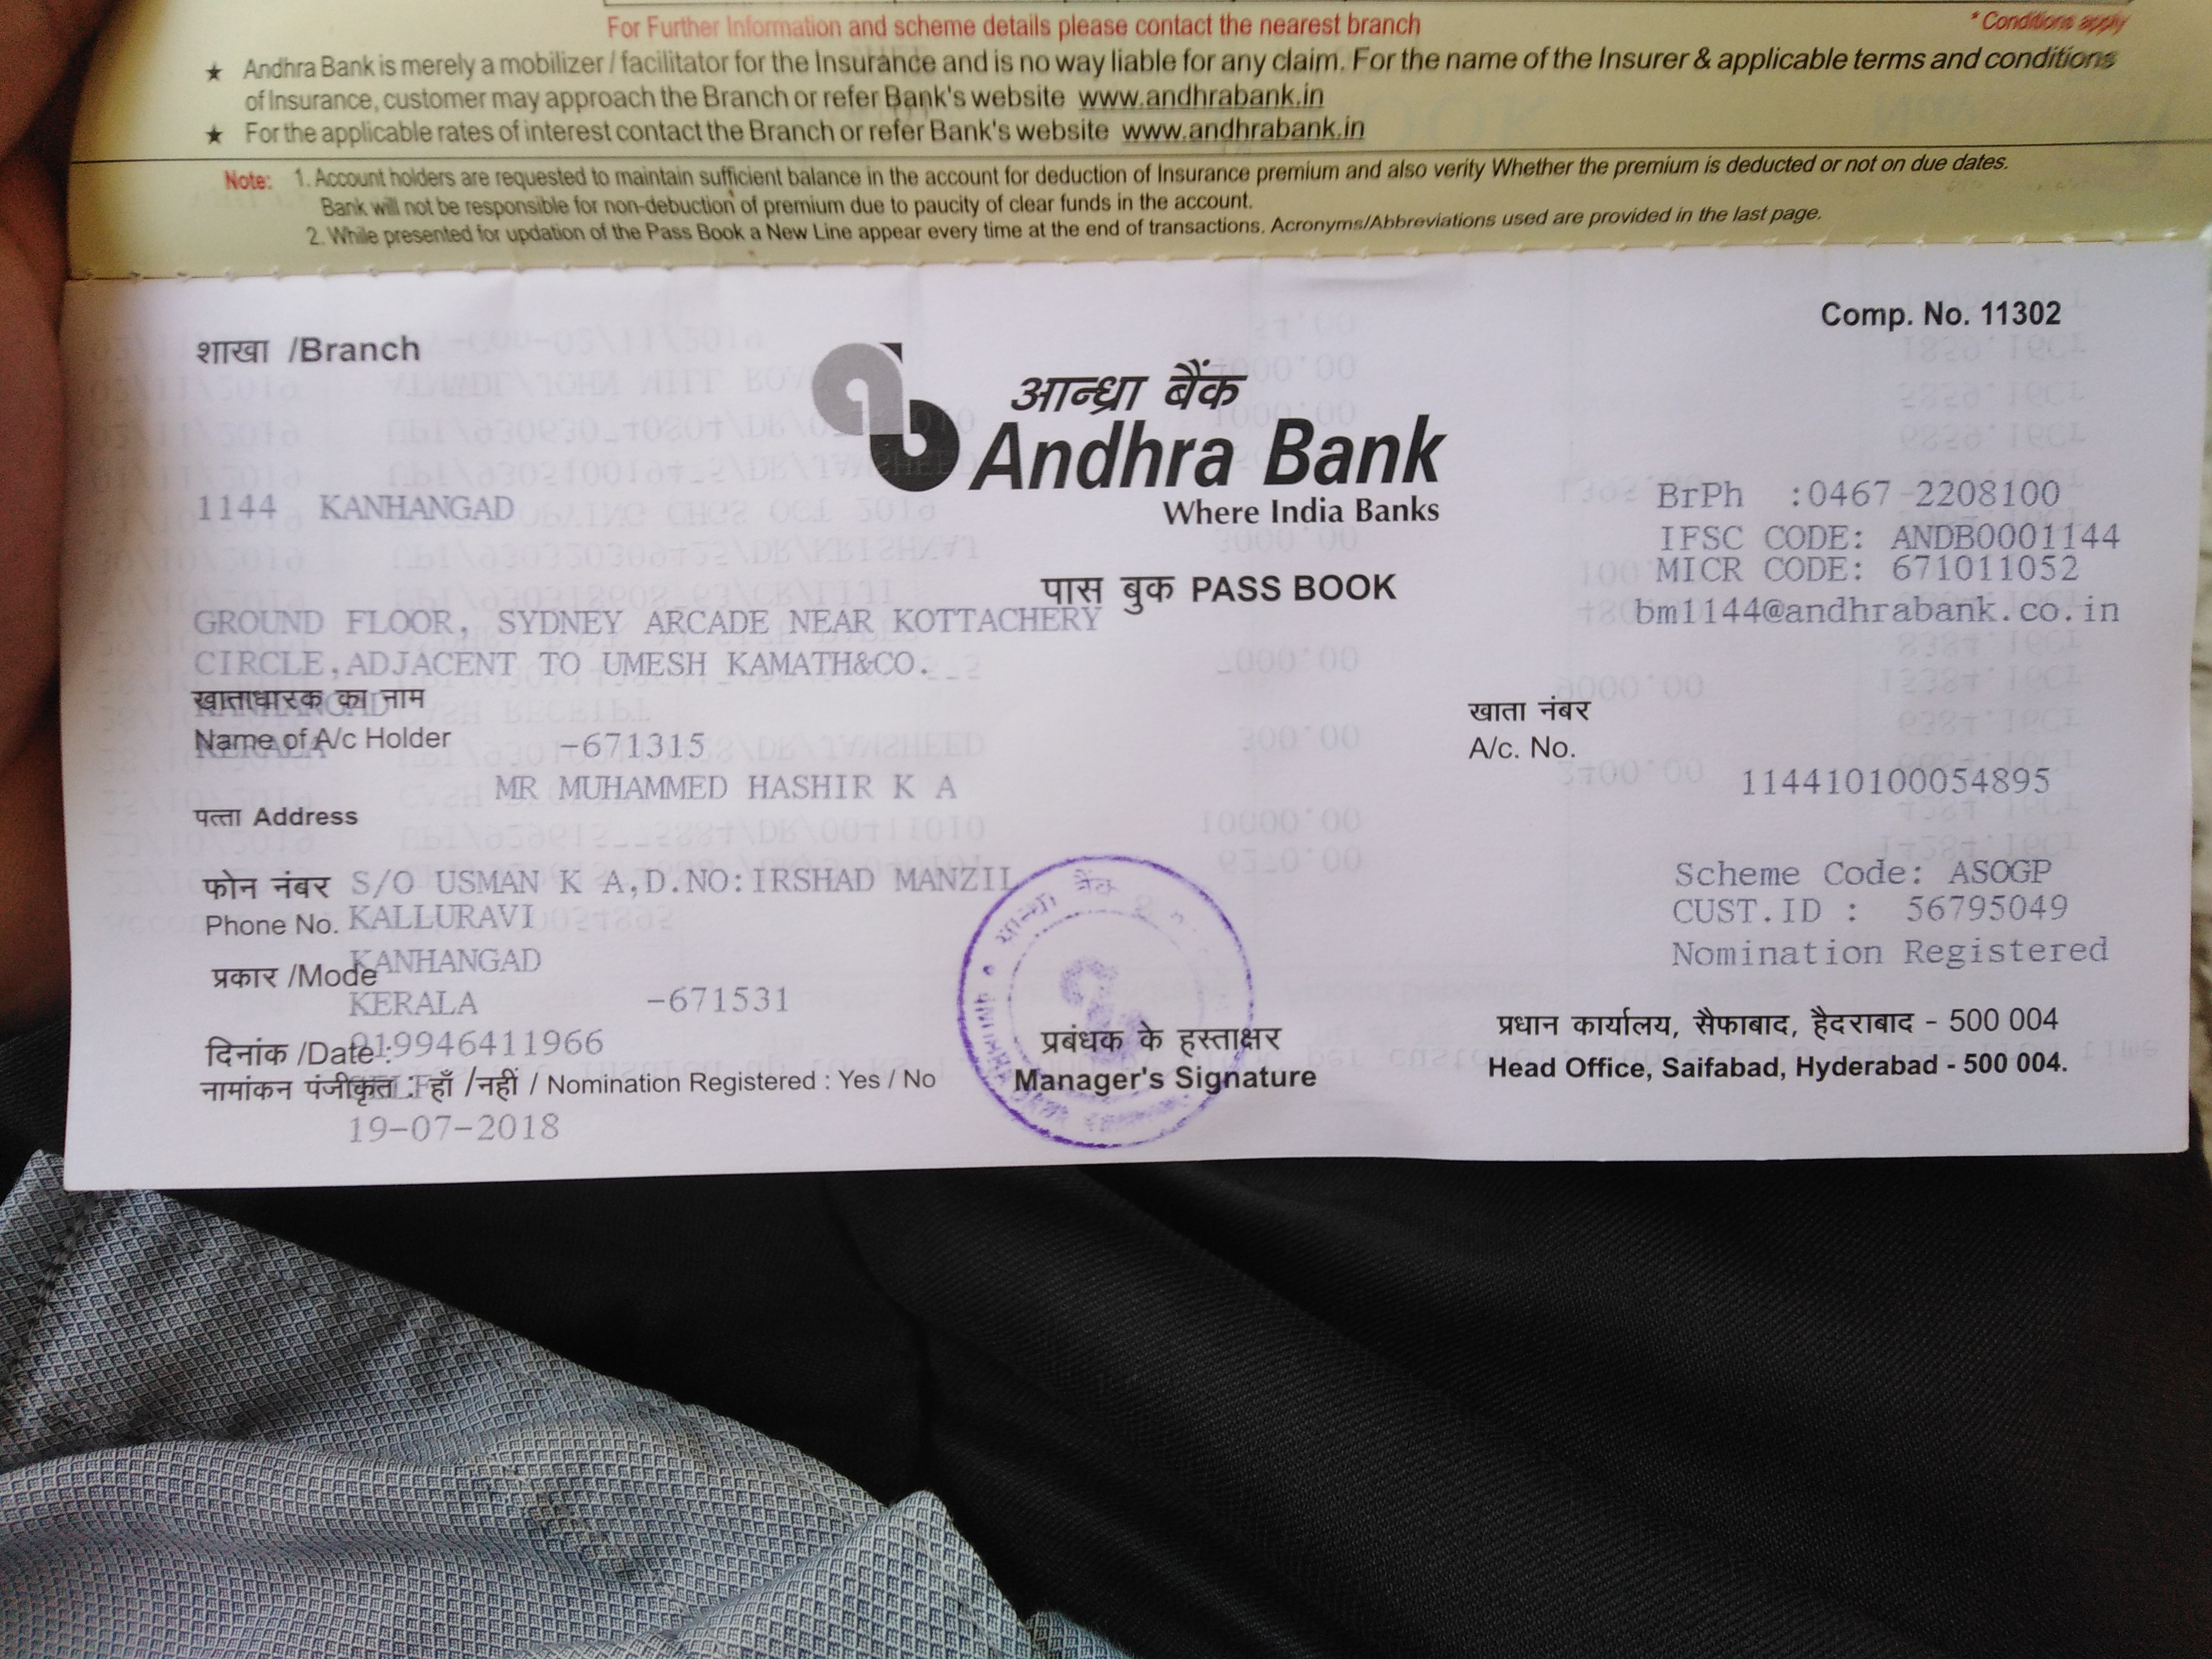 For Further Information and scheme details please contact the nearest branch
* Conditions apply
★ Andhra Bank is merely a mobilizer / facilitator for the Insurance and is no way liable for any claim. For the name of the Insurer & applicable terms and conditions
of Insurance, customer may approach the Branch or refer Bank's website www.andhrabank.in
★ For the applicable rates of interest contact the Branch or refer Bank's website www.andhrabank.in
Note: 1. Account holders are requested to maintain sufficient balance in the account for deduction of Insurance premium and also verify Whether the premium is deducted or not on due dates.
Bank will not be responsible for non-debuction of premium due to paucity of clear funds in the account.
2. While presented for updation of the Pass Book a New Line appear every time at the end of transactions. Acronyms/Abbreviations used are provided in the last page.
Comp. No. 11302
शाखा /Branch
आन्ध्रा बैंक
Andhra Bank
Where India Banks
1144 KANHANGAD
BrPh :0467-2208100
IFSC CODE: ANDB0001144
MICR CODE: 671011052
पास बुक PASS BOOK
bm1144@andhrabank.co.in
GROUND FLOOR, SYDNEY ARCADE NEAR KOTTACHERY
CIRCLE,ADJACENT TO UMESH KAMATH&CO.
खाताधारक का नाम
KANHANGAD
Name of A/c Holder
KERALA -671315
खाता नंबर
A/c. No.
114410100054895
MR MUHAMMED HASHIR K A
पत्ता Address
फोन नंबर S/O USMAN K A,D.NO:IRSHAD MANZIL
Phone No. KALLURAVI
Scheme Code: ASOGP
CUST.ID : 56795049
Nomination Registered
प्रकार /Mode KANHANGAD
KERALA -671531
दिनांक /Date : 919946411966
नामांकन पंजीकृत : हाँ /नहीं / Nomination Registered : Yes / No
SELF
19-07-2018
प्रबंधक के हस्ताक्षर
Manager's Signature
प्रधान कार्यालय, सैफाबाद, हैदराबाद - 500 004
Head Office, Saifabad, Hyderabad - 500 004.